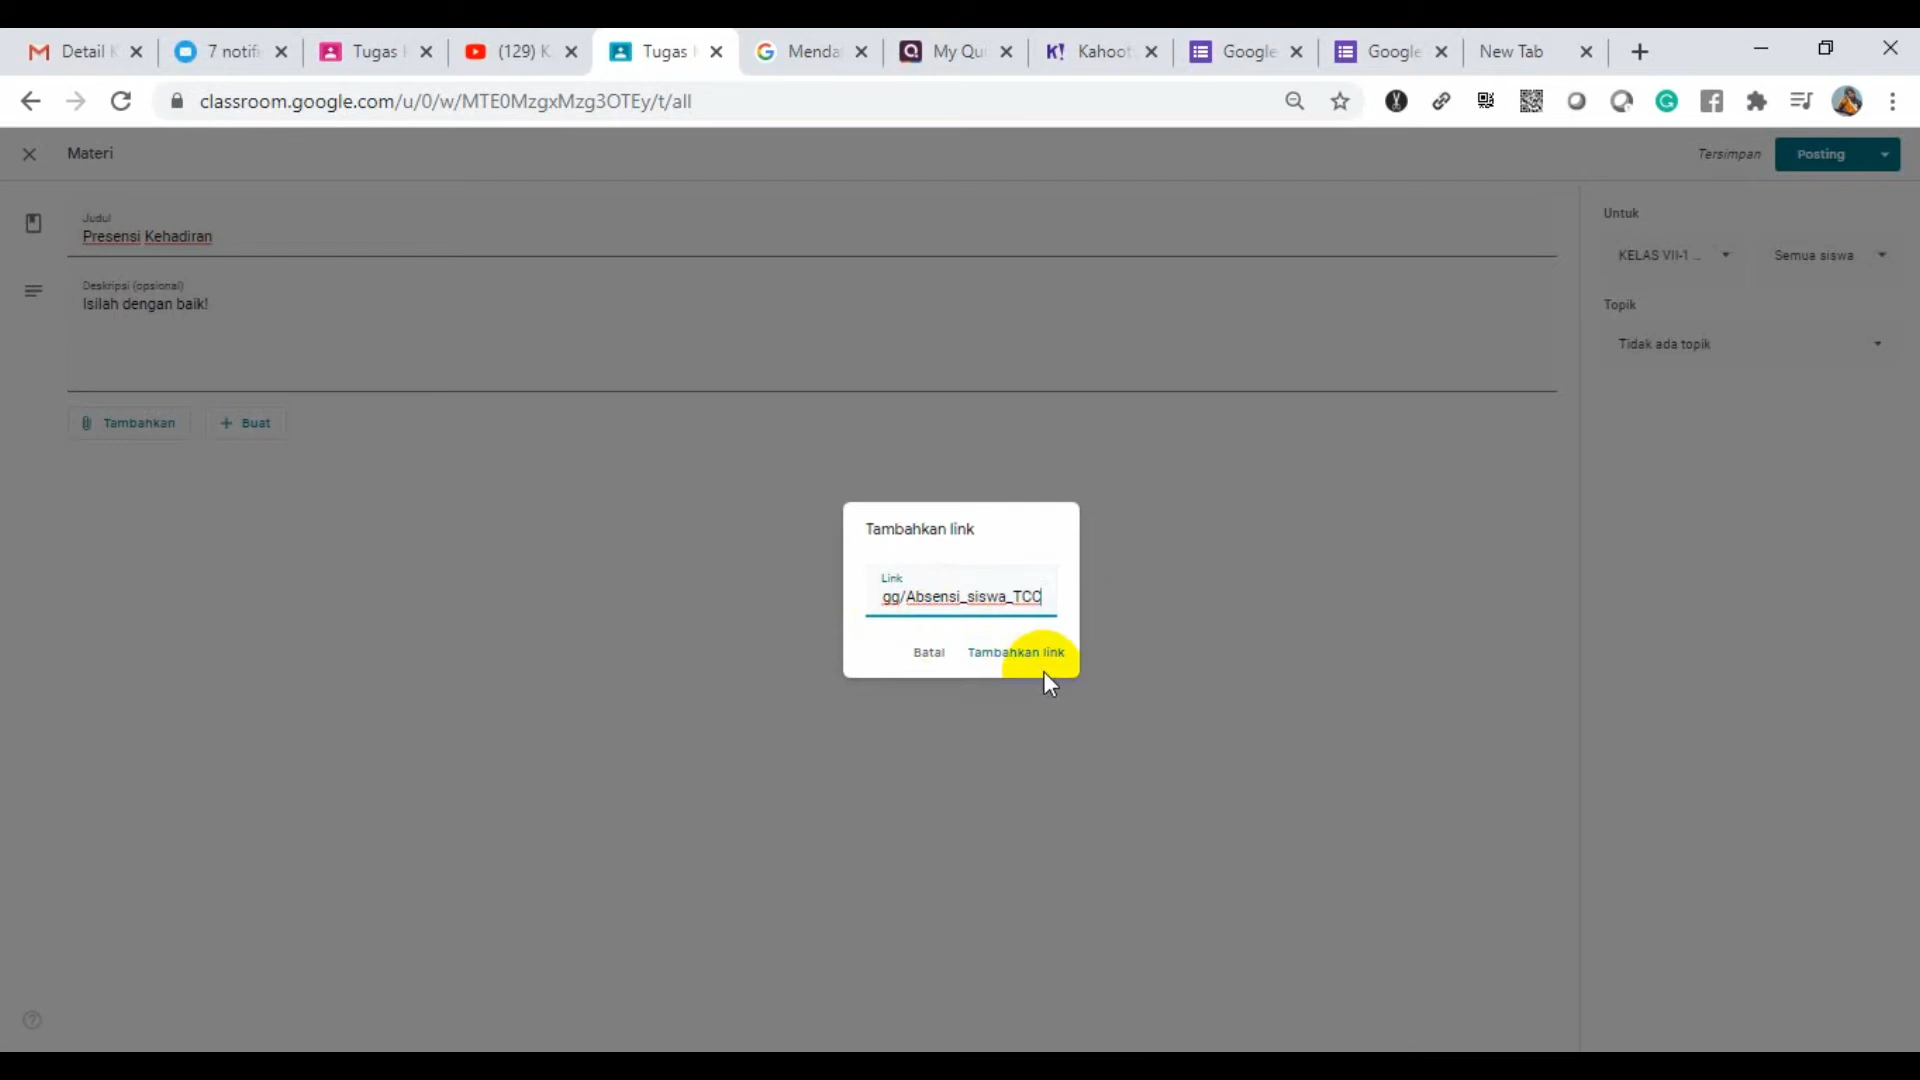 Detail
7 notifi
Tugas
(129) K
Tugas
Menda
My Qui
Kahoot
Google
Google
New Tab
classroom.google.com/u/0/w/MTE0MzgxMzg3OTEy/t/all
Materi
Tersimpan
Posting
Judul
Presensi Kehadiran
Deskripsi (opsional)
Isilah dengan baik!
Tambahkan
Buat
Untuk
KELAS VII-1 ...
Semua siswa
Topik
Tidak ada topik
Tambahkan link
Link
gg/Absensi_siswa_TCC
Batal
Tambahkan link